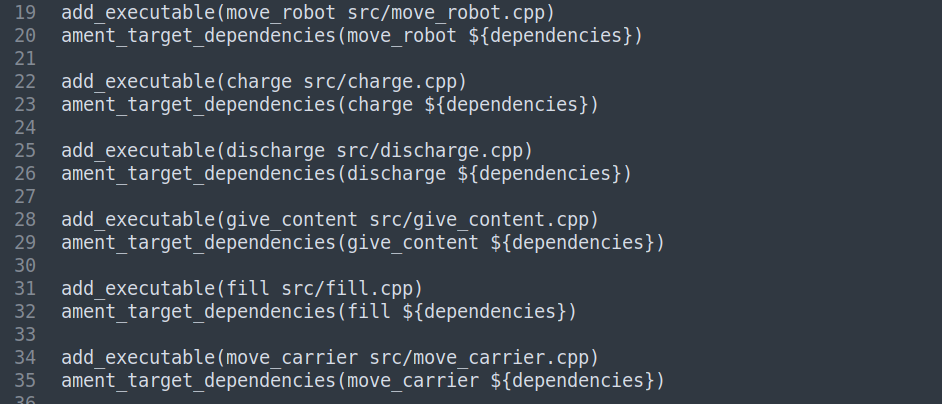 19 add_executable(move_robot src/move_robot.cpp)
20 ament_target_dependencies(move_robot ${dependencies})
21
22 add_executable(charge src/charge.cpp)
23 ament_target_dependencies(charge ${dependencies})
24
25 add_executable(discharge src/discharge.cpp)
26 ament_target_dependencies(discharge ${dependencies})
27
28 add_executable(give_content src/give_content.cpp)
29 ament_target_dependencies(give_content ${dependencies})
30
31 add_executable(fill src/fill.cpp)
32 ament_target_dependencies(fill ${dependencies})
33
34 add_executable(move_carrier src/move_carrier.cpp)
35 ament_target_dependencies(move_carrier ${dependencies})
36